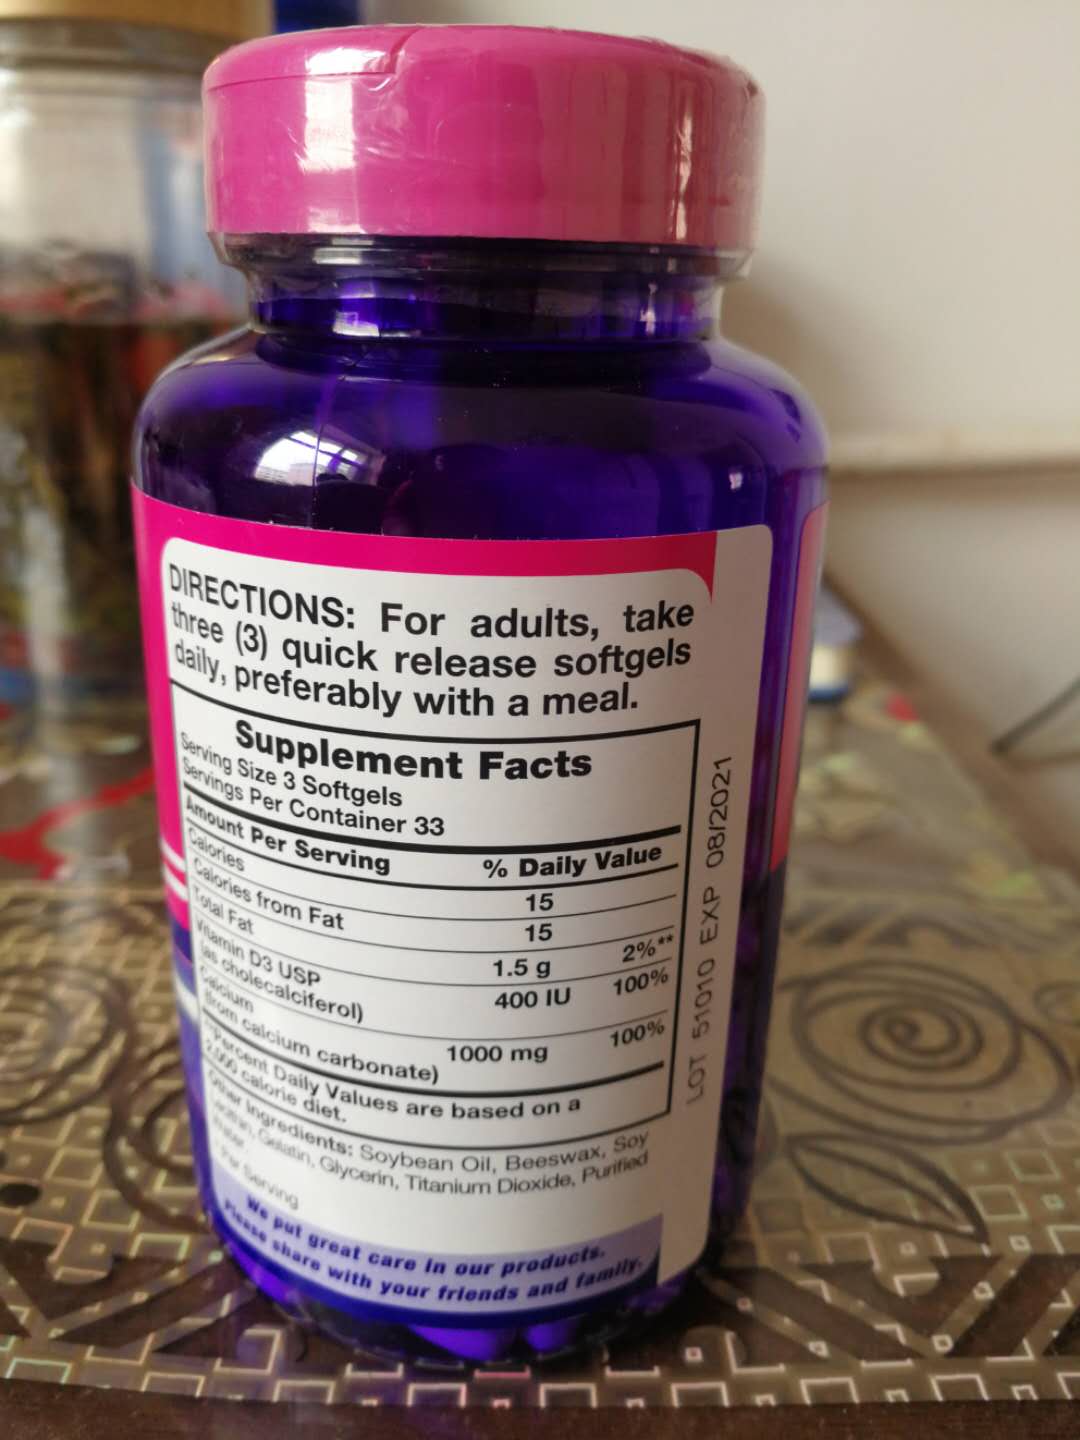 DIRECTIONS: For adults, take
three (3) quick release softgels
daily, preferably with a meal.
Supplement Facts
Serving Size 3 Softgels
Servings Per Container 33
Amount Per Serving % Daily Value
Calories 15
Calories from Fat 15
Total Fat 1.5 g 2%**
Vitamin D3 USP
(as cholecalciferol) 400 IU 100%
Calcium
(from calcium carbonate) 1000 mg 100%
**Percent Daily Values are based on a
2,000 calorie diet.
Other Ingredients: Soybean Oil, Beeswax, Soy
Lecithin, Gelatin, Glycerin, Titanium Dioxide, Purified
Water.
Per Serving
We put great care in our products.
Please share with your friends and family.
LOT 51010 EXP 08/2021